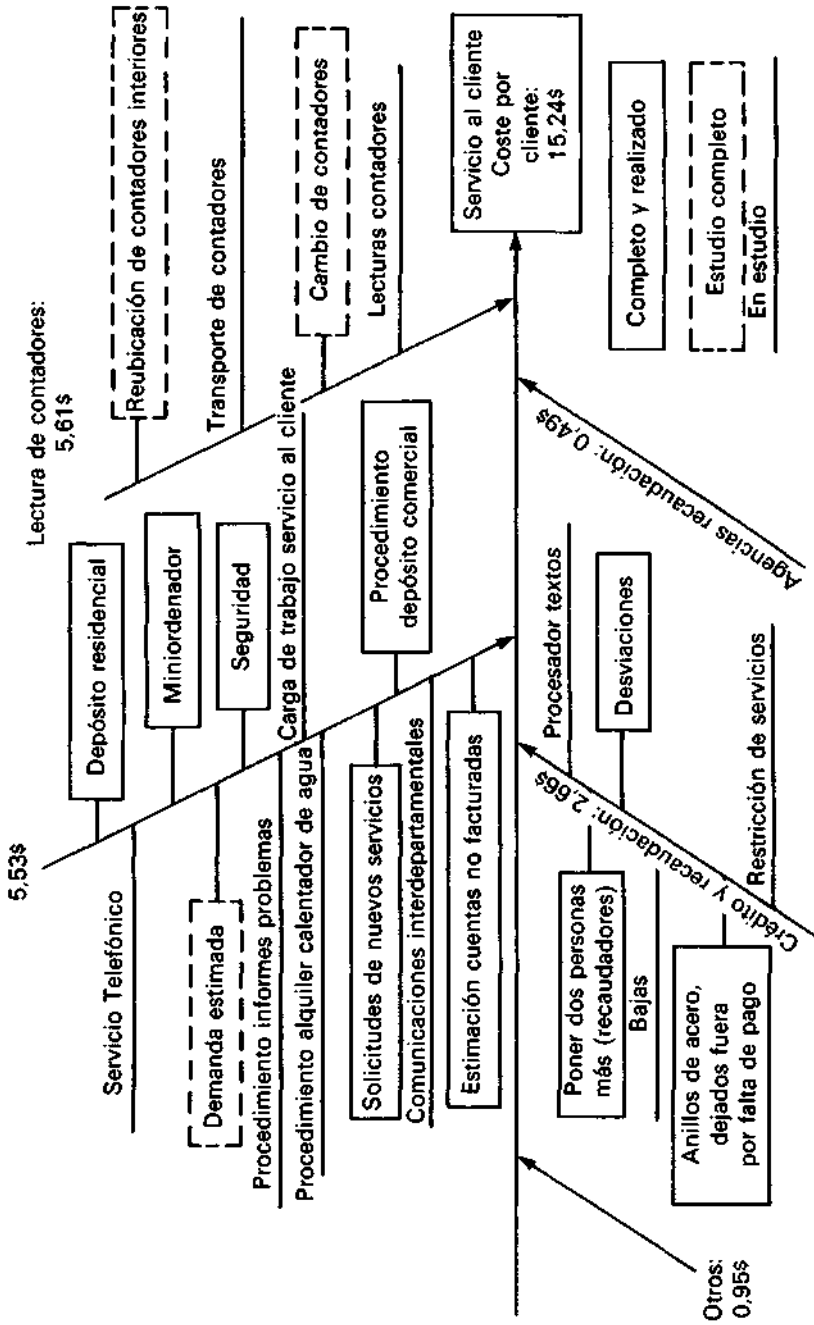 Lectura de contadores:
5,61$
Reubicación de contadores interiores
Transporte de contadores
Cambio de contadores
Lecturas contadores
5,53$
Depósito residencial
Servicio Telefónico
Miniordenador
Demanda estimada
Seguridad
Procedimiento informes problemas
Carga de trabajo servicio al cliente
Procedimiento alquiler calentador de agua
Solicitudes de nuevos servicios
Procedimiento
depósito comercial
Comunicaciones interdepartamentales
Estimación cuentas no facturadas
Servicio al cliente
Coste por
cliente:
15,24$
Otros:
0,95$
Crédito y recaudación: 2,66$
Procesador textos
Poner dos personas
más (recaudadores)
Desviaciones
Bajas
Anillos de acero,
dejados fuera
por falta de pago
Restricción de servicios
Agencias recaudación: 0,49$
Completo y realizado
Estudio completo
En estudio